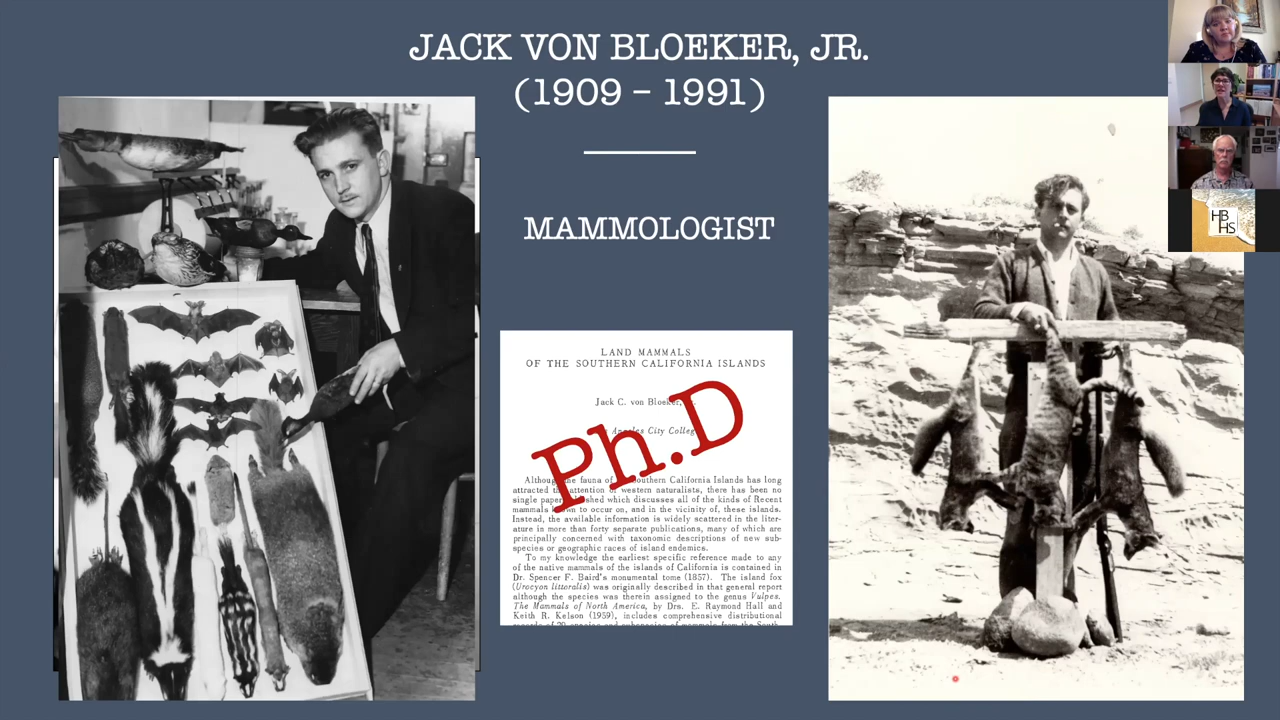 JACK VON BLOEKER, JR.
(1909 – 1991)
MAMMOLOGIST
LAND MAMMALS
OF THE SOUTHERN CALIFORNIA ISLANDS
Jack C. von Bloeker,
Angeles City College
Ph.D
Although the fauna of Southern California Islands has long
attracted the attention of western naturalists, there has been no
single paper which discusses all of the kinds of Recent
mammals to occur on, and in the vicinity of, these islands.
Instead, the available information is widely scattered in the liter-
ature in more than forty separate publications, many of which are
principally concerned with taxonomic descriptions of new sub-
species or geographic races of island endemics.
To my knowledge the earliest specific reference made to any
of the native mammals of the islands of California is contained in
Dr. Spencer F. Baird's monumental tome (1857). The island fox
(Urocyon littoralis) was originally described in that general report
although the species was therein assigned to the genus Vulpes.
The Mammals of North America, by Drs. E. Raymond Hall and
Keith R. Kelson (1959), includes comprehensive distributional
HB
HS